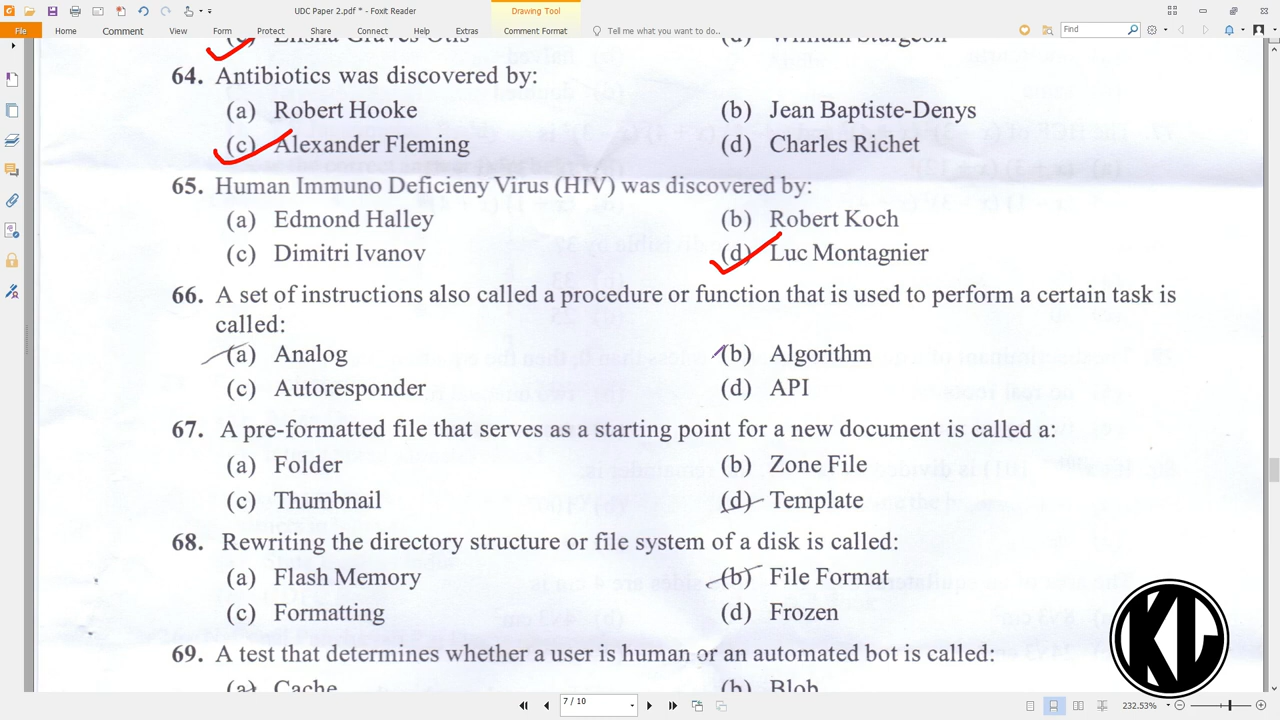 UDC Paper 2.pdf * - Foxit Reader
Drawing Tool
File Home Comment View Form Protect Share Connect Help Extras Comment Format Tell me what you want to do.. Find
(c) Elisha Graves Otis (d) William Sturgeon
64. Antibiotics was discovered by:
(a) Robert Hooke (b) Jean Baptiste-Denys
(c) Alexander Fleming (d) Charles Richet
65. Human Immuno Deficieny Virus (HIV) was discovered by:
(a) Edmond Halley (b) Robert Koch
(c) Dimitri Ivanov (d) Luc Montagnier
66. A set of instructions also called a procedure or function that is used to perform a certain task is
called:
(a) Analog (b) Algorithm
(c) Autoresponder (d) API
67. A pre-formatted file that serves as a starting point for a new document is called a:
(a) Folder (b) Zone File
(c) Thumbnail (d) Template
68. Rewriting the directory structure or file system of a disk is called:
(a) Flash Memory (b) File Format
(c) Formatting (d) Frozen
69. A test that determines whether a user is human or an automated bot is called:
(a) Cache (b) Blob
KL
7 / 10
232.53%